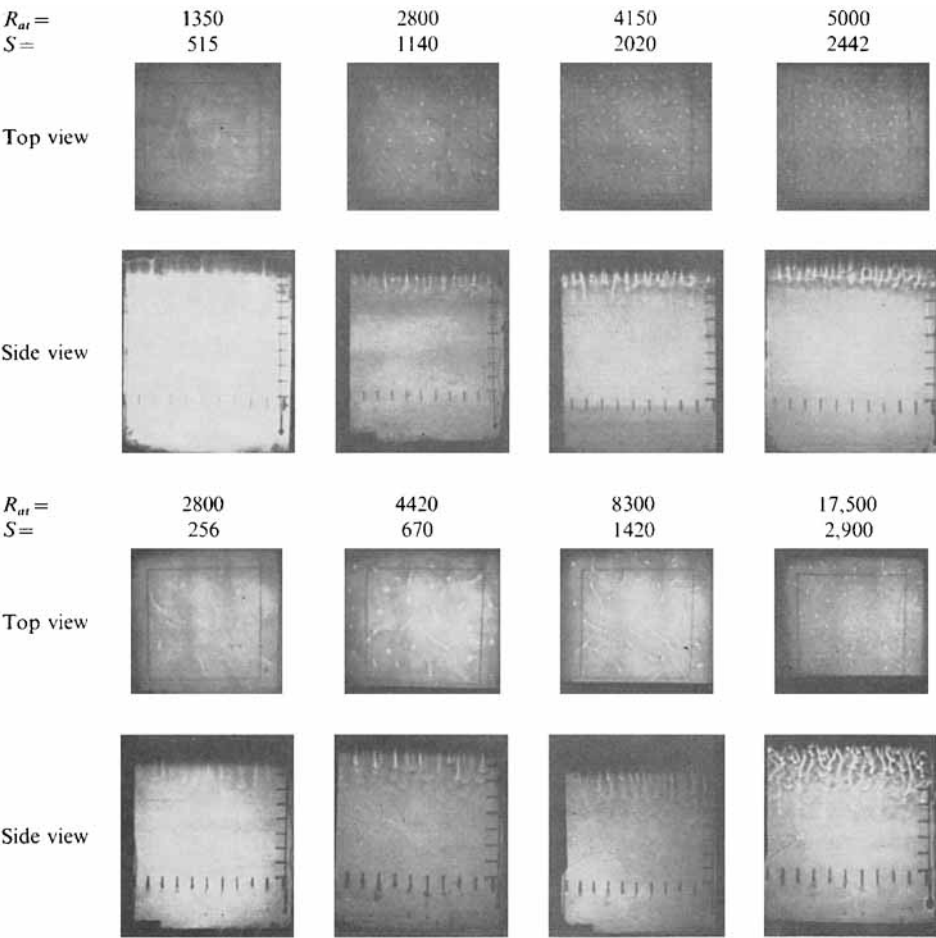 R_at = 1350 2800 4150 5000
S = 515 1140 2020 2442
Top view
Side view
R_at = 2800 4420 8300 17,500
S = 256 670 1420 2,900
Top view
Side view